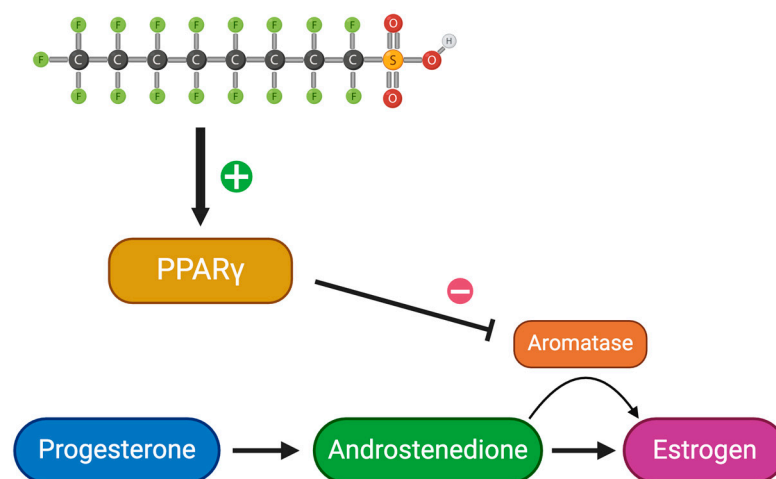 F F F F F F F F O
H
F C C C C C C C C S O
F F F F F F F F O
+
PPARγ
−
Aromatase
Progesterone
Androstenedione
Estrogen